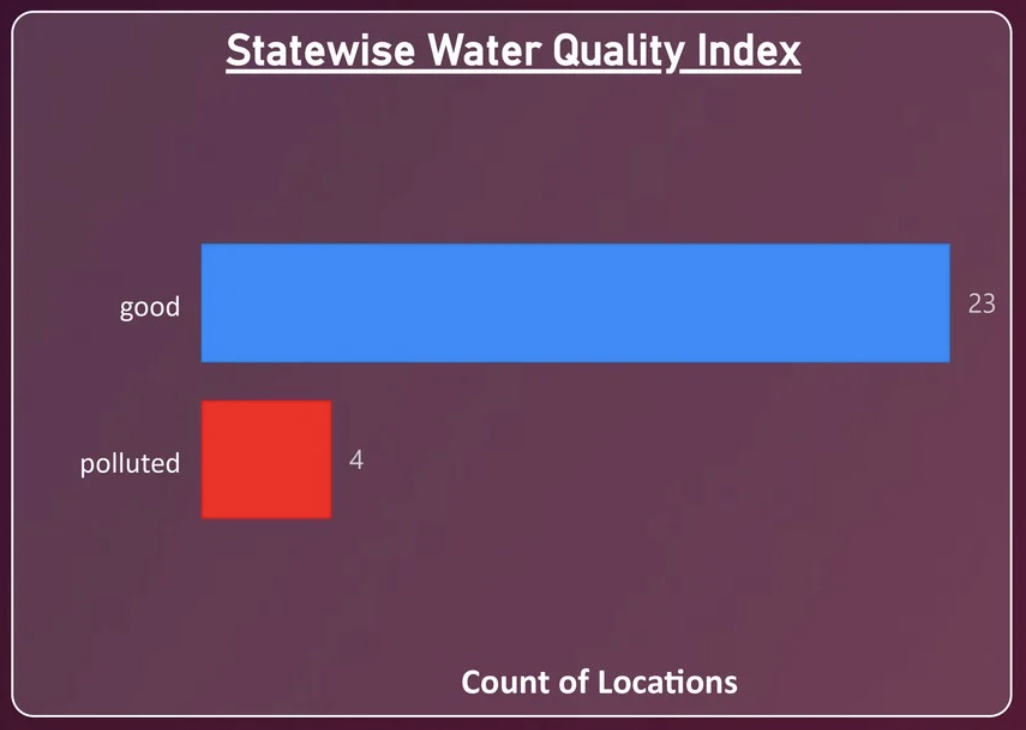 Statewise Water Quality Index
good
23
polluted
4
Count of Locations